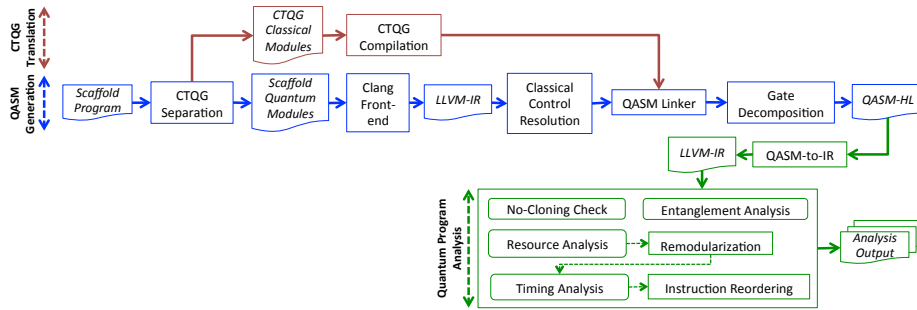 CTQG
Translation
CTQG
Classical
Modules
CTQG
Compilation
QASM
Generation
Scaffold
Program
CTQG
Separation
Scaffold
Quantum
Modules
Clang
Front-
end
LLVM-IR
Classical
Control
Resolution
QASM Linker
Gate
Decomposition
QASM-HL
LLVM-IR
QASM-to-IR
Quantum Program
Analysis
No-Cloning Check
Entanglement Analysis
Resource Analysis
Remodularization
Timing Analysis
Instruction Reordering
Analysis
Output